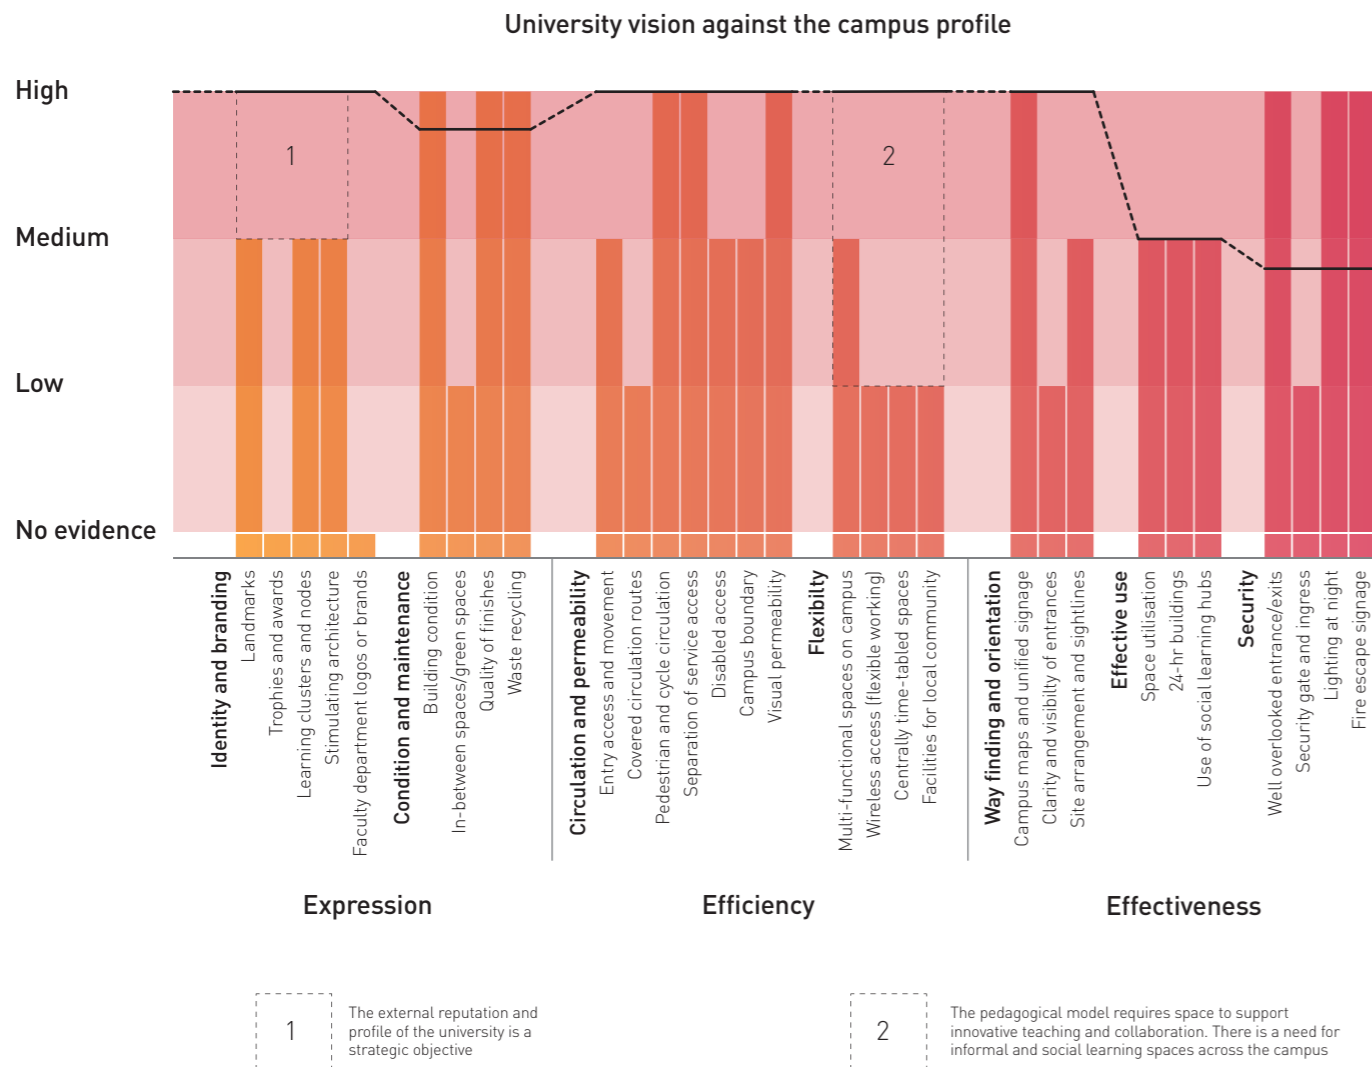 University vision against the campus profile
High
Medium
Low
No evidence
1
2
Identity and branding
Landmarks
Trophies and awards
Learning clusters and nodes
Stimulating architecture
Faculty department logos or brands
Condition and maintenance
Building condition
In-between spaces/green spaces
Quality of finishes
Waste recycling
Circulation and permeability
Entry access and movement
Covered circulation routes
Pedestrian and cycle circulation
Separation of service access
Disabled access
Campus boundary
Visual permeability
Flexibilty
Multi-functional spaces on campus
Wireless access (flexible working)
Centrally time-tabled spaces
Facilities for local community
Way finding and orientation
Campus maps and unified signage
Clarity and visibilty of entrances
Site arrangement and sightlines
Effective use
Space utilisation
24-hr buildings
Use of social learning hubs
Security
Well overlooked entrance/exits
Security gate and ingress
Lighting at night
Fire escape signage
Expression
Efficiency
Effectiveness
1
The external reputation and
profile of the university is a
strategic objective
2
The pedagogical model requires space to support
innovative teaching and collaboration. There is a need for
informal and social learning spaces across the campus